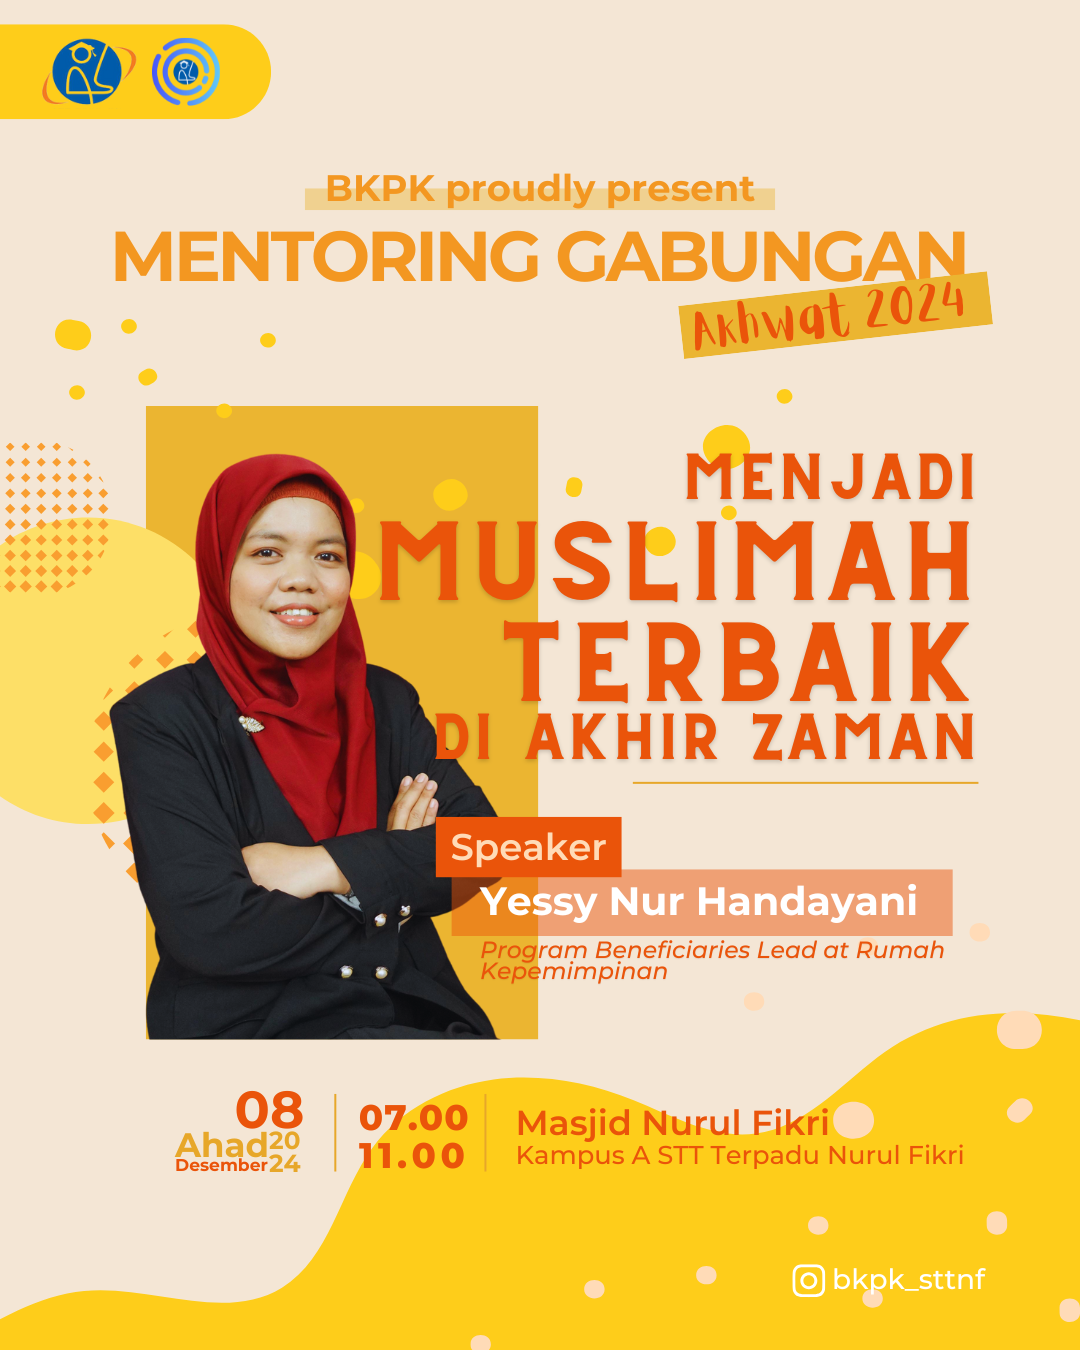 BKPK proudly present
MENTORING GABUNGAN
Akhwat 2024
MENJADI
MUSLIMAH
TERBAIK
DI AKHIR ZAMAN
Speaker
Yessy Nur Handayani
Program Beneficiaries Lead at Rumah
Kepemimpinan
08
Ahad 20
Desember 24
07.00
11.00
Masjid Nurul Fikri
Kampus A STT Terpadu Nurul Fikri
bkpk_sttnf